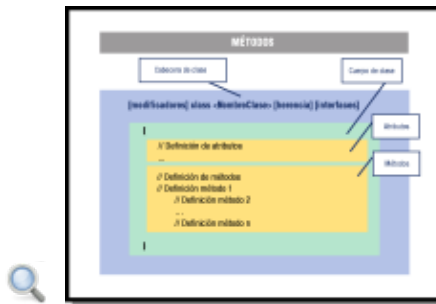 MÉTODOS
Cabecera de clase
Cuerpo de clase
[modificadores] class <NombreClase> [herencia] [interfaces]
{
Atributos
// Definición de atributos
...
Métodos
// Definición de métodos
// Definición método 1
// Definición método 2
...
// Definición método n
}